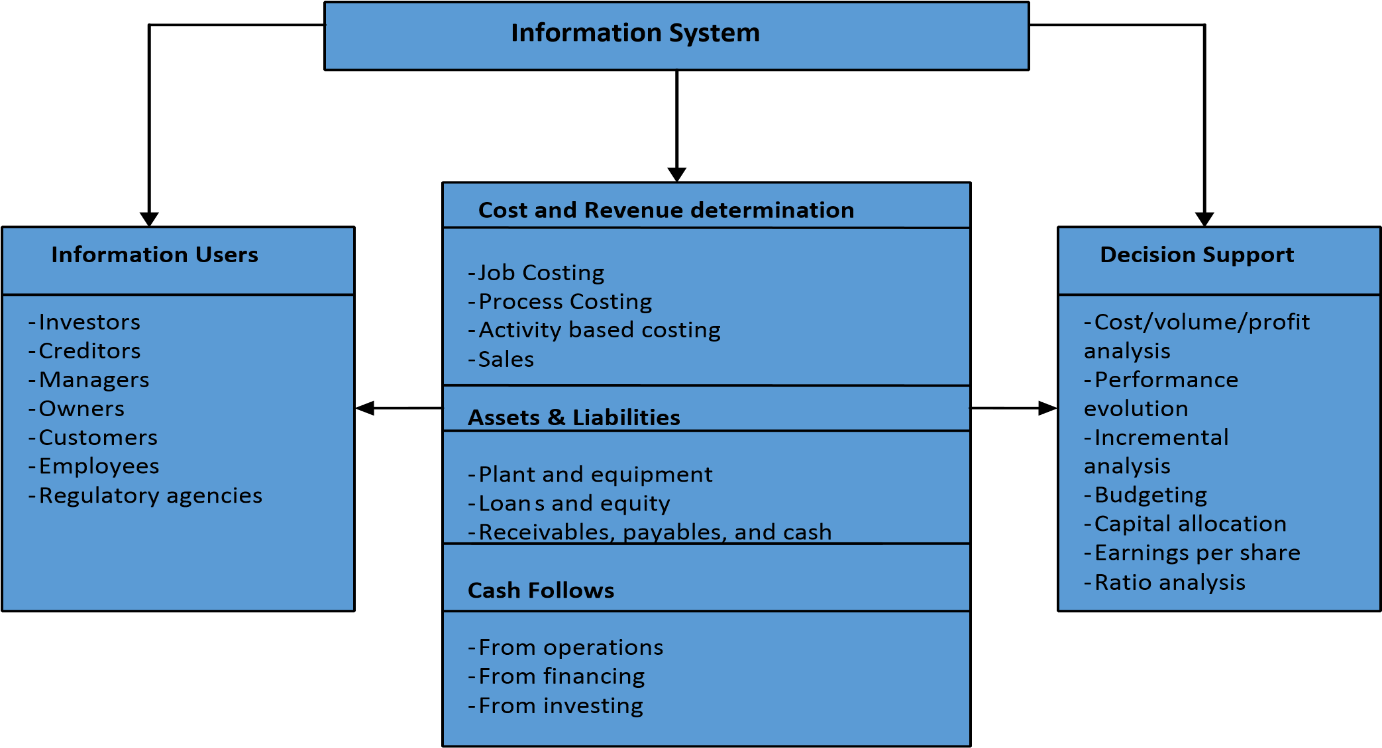 Information System
Information Users
-Investors
-Creditors
-Managers
-Owners
-Customers
-Employees
-Regulatory agencies
Cost and Revenue determination
-Job Costing
-Process Costing
-Activity based costing
-Sales
Assets & Liabilities
-Plant and equipment
-Loans and equity
-Receivables, payables, and cash
Cash Follows
-From operations
-From financing
-From investing
Decision Support
-Cost/volume/profit
analysis
-Performance
evolution
-Incremental
analysis
-Budgeting
-Capital allocation
-Earnings per share
-Ratio analysis